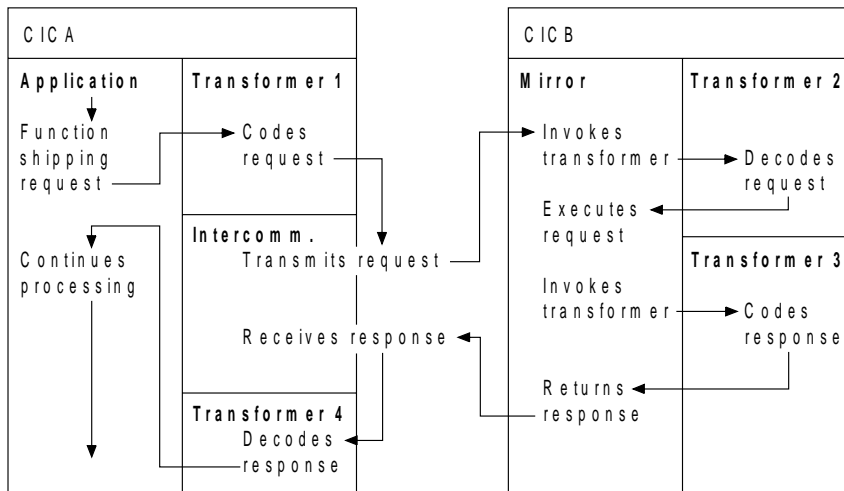 CICA
Application
Function
shipping
request
Continues
processing
Transformer 1
Codes
request
Intercomm.
Transmits request
Receives response
Transformer 4
Decodes
response
CICB
Mirror
Invokes
transformer
Executes
request
Invokes
transformer
Returns
response
Transformer 2
Decodes
request
Transformer 3
Codes
response